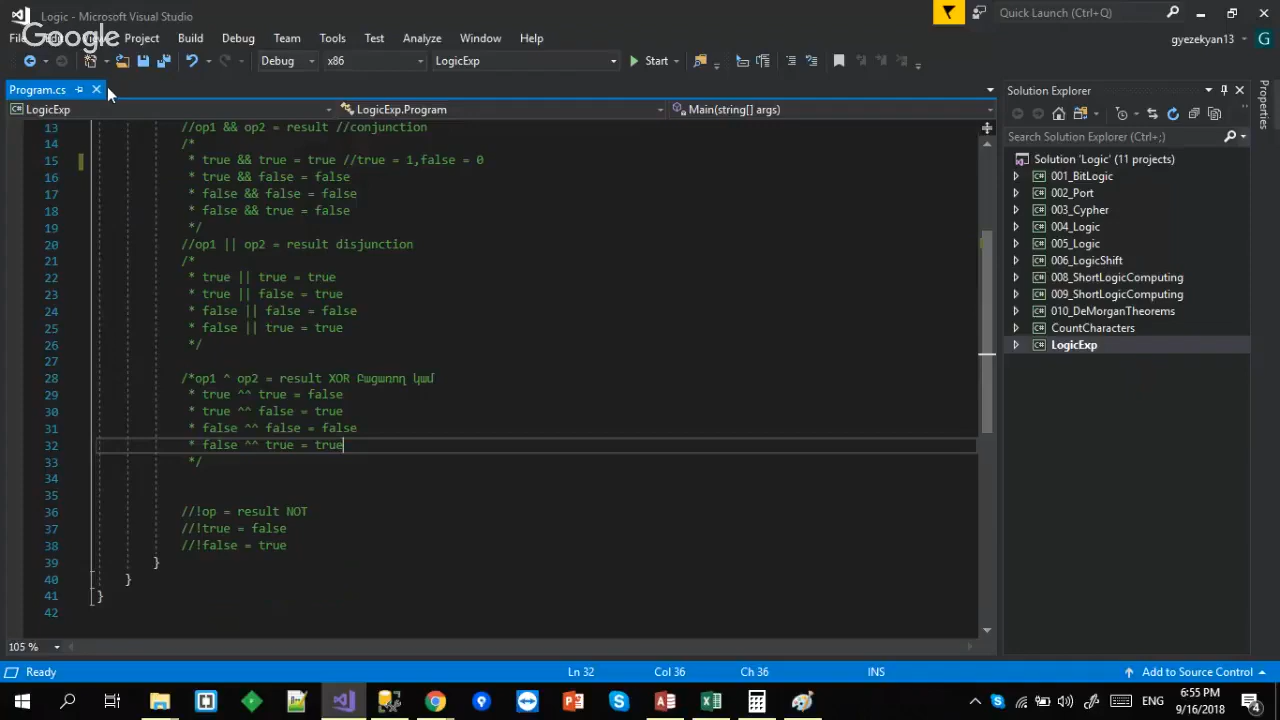 Logic - Microsoft Visual Studio
Quick Launch (Ctrl+Q)
Google
Project Build Debug Team Tools Test Analyze Window Help
gyezekyan13
G
Debug x86 LogicExp Start
Program.cs
LogicExp LogicExp.Program Main(string[] args)
13 //op1 && op2 = result //conjunction
14 /*
15 * true && true = true //true = 1,false = 0
16 * true && false = false
17 * false && false = false
18 * false && true = false
19 */
20 //op1 || op2 = result disjunction
21 /*
22 * true || true = true
23 * true || false = true
24 * false || false = false
25 * false || true = true
26 */
27
28 /*op1 ^ op2 = result XOR Բացառող կամ
29 * true ^^ true = false
30 * true ^^ false = true
31 * false ^^ false = false
32 * false ^^ true = true
33 */
34
35
36 //!op = result NOT
37 //!true = false
38 //!false = true
39 }
40 }
41 }
42
105 %
Solution Explorer
Search Solution Explorer (Ctrl+;)
Solution 'Logic' (11 projects)
C# 001_BitLogic
C# 002_Port
C# 003_Cypher
C# 004_Logic
C# 005_Logic
C# 006_LogicShift
C# 008_ShortLogicComputing
C# 009_ShortLogicComputing
C# 010_DeMorganTheorems
C# CountCharacters
C# LogicExp
Properties
Ready Ln 32 Col 36 Ch 36 INS Add to Source Control
ENG
6:55 PM
9/16/2018
4